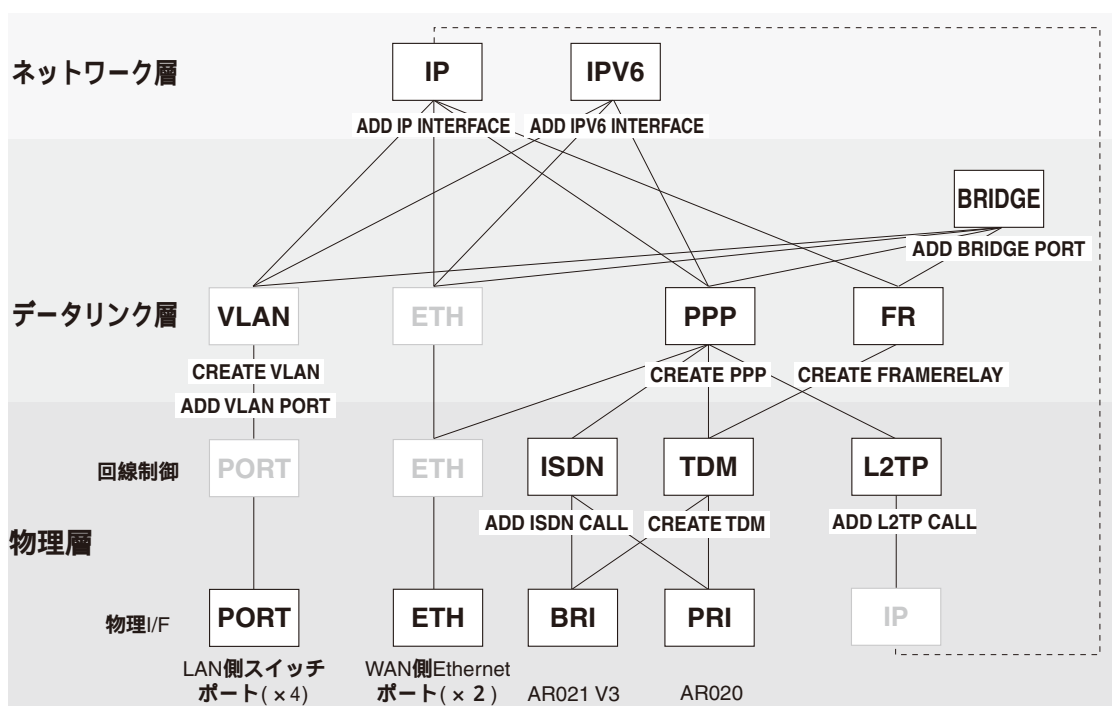 ネットワーク層
IP
IPV6
ADD IP INTERFACE
ADD IPV6 INTERFACE
BRIDGE
ADD BRIDGE PORT
データリンク層
VLAN
ETH
PPP
FR
CREATE VLAN
CREATE PPP
CREATE FRAMERELAY
ADD VLAN PORT
回線制御
PORT
ETH
ISDN
TDM
L2TP
ADD ISDN CALL
CREATE TDM
ADD L2TP CALL
物理層
物理I/F
PORT
ETH
BRI
PRI
IP
LAN側スイッチ
ポート(×4)
WAN側Ethernet
ポート(×2)
AR021 V3
AR020